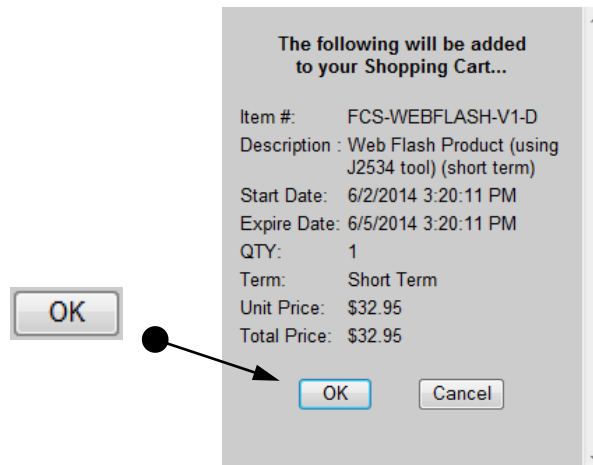 The following will be added
to your Shopping Cart...
Item #: FCS-WEBFLASH-V1-D
Description : Web Flash Product (using
J2534 tool) (short term)
Start Date: 6/2/2014 3:20:11 PM
Expire Date: 6/5/2014 3:20:11 PM
QTY: 1
Term: Short Term
Unit Price: $32.95
Total Price: $32.95
OK
OK Cancel